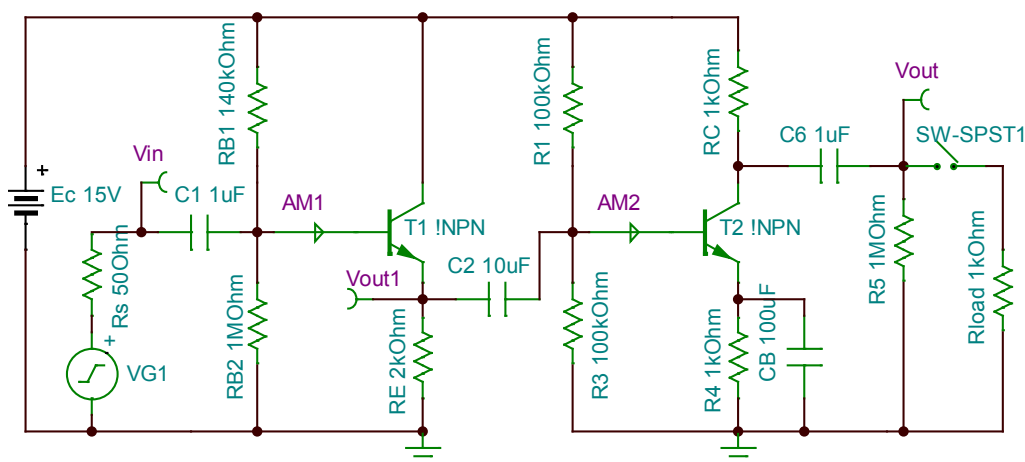 Ec 15V
+
Vin
C1 1uF
Rs 50Ohm
+
VG1
RB1 140kOhm
RB2 1MOhm
AM1
T1 !NPN
Vout1
RE 2kOhm
C2 10uF
R1 100kOhm
R3 100kOhm
AM2
T2 !NPN
RC 1kOhm
R4 1kOhm
CB 100uF
C6 1uF
Vout
SW-SPST1
R5 1MOhm
Rload 1kOhm